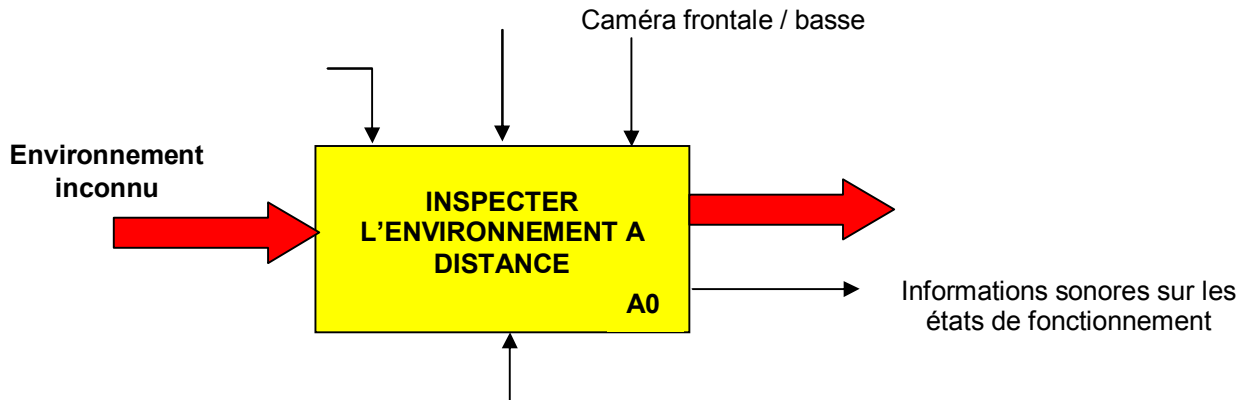 Caméra frontale / basse
Environnement
inconnu
INSPECTER
L'ENVIRONNEMENT A
DISTANCE
A0
Informations sonores sur les
états de fonctionnement